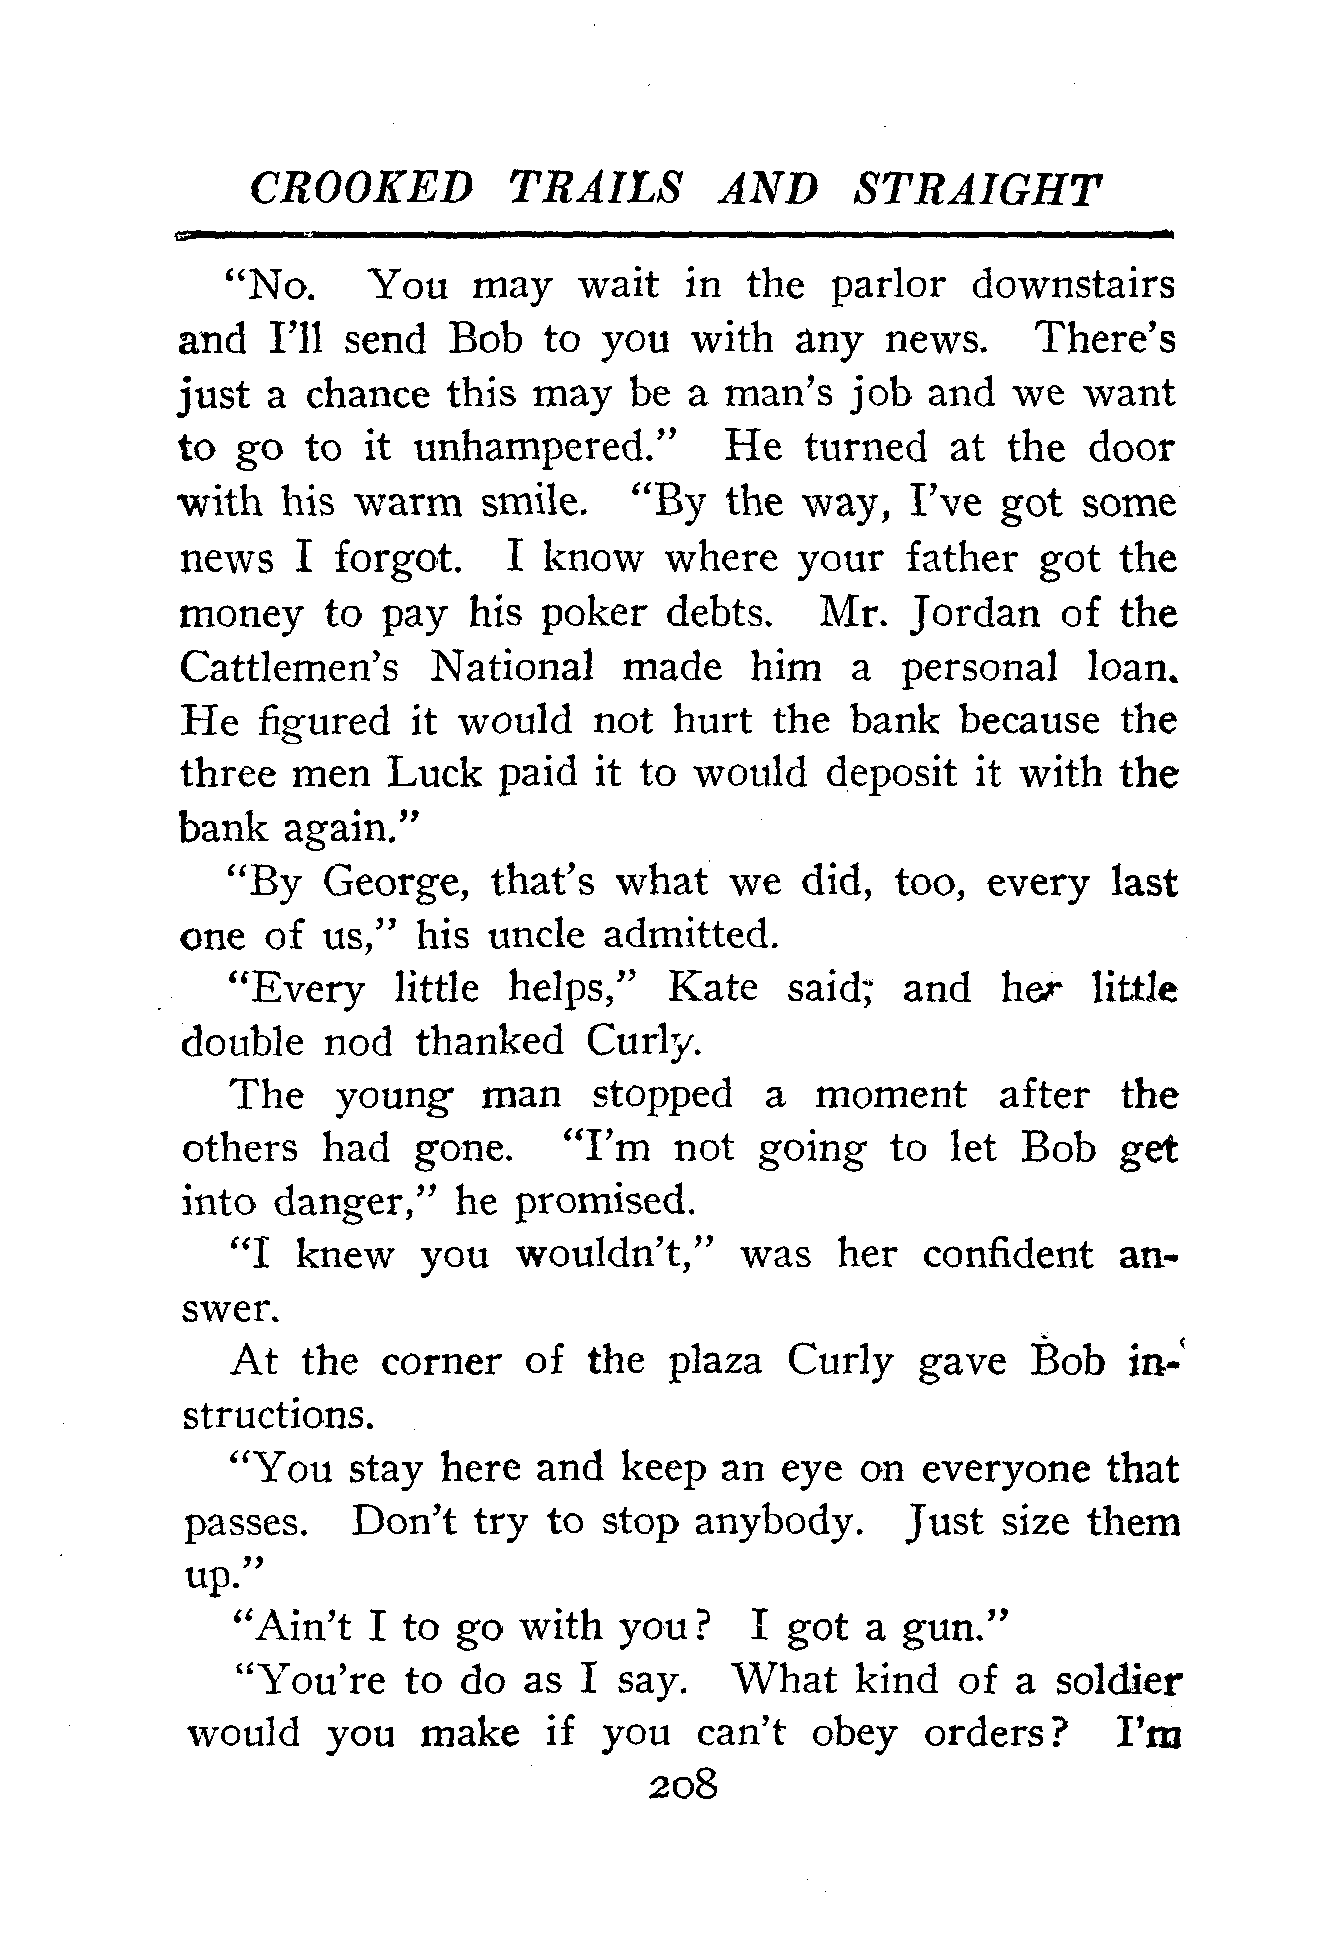 CROOKED TRAILS AND STRAIGHT
“No. You may wait in the parlor downstairs
and I’ll send Bob to you with any news. There’s
just a chance this may be a man’s job and we want
to go to it unhampered.” He turned at the door
with his warm smile. “By the way, I’ve got some
news I forgot. I know where your father got the
money to pay his poker debts. Mr. Jordan of the
Cattlemen’s National made him a personal loan.
He figured it would not hurt the bank because the
three men Luck paid it to would deposit it with the
bank again.”
“By George, that’s what we did, too, every last
one of us,” his uncle admitted.
“Every little helps,” Kate said; and her little
double nod thanked Curly.
The young man stopped a moment after the
others had gone. “I’m not going to let Bob get
into danger,” he promised.
“I knew you wouldn’t,” was her confident an-
swer.
At the corner of the plaza Curly gave Bob in-
structions.
“You stay here and keep an eye on everyone that
passes. Don’t try to stop anybody. Just size them
up.”
“Ain’t I to go with you? I got a gun.”
“You’re to do as I say. What kind of a soldier
would you make if you can’t obey orders? I’m
208